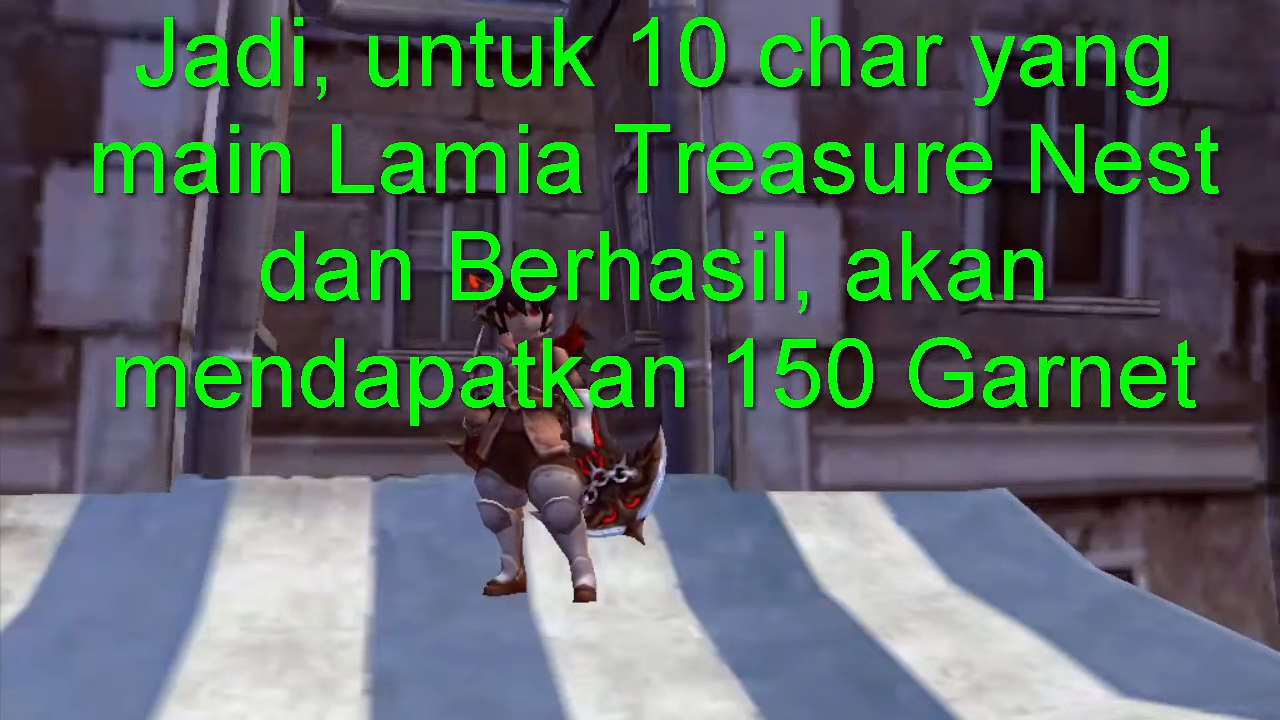 Jadi, untuk 10 char yang
main Lamia Treasure Nest
dan Berhasil, akan
mendapatkan 150 Garnet